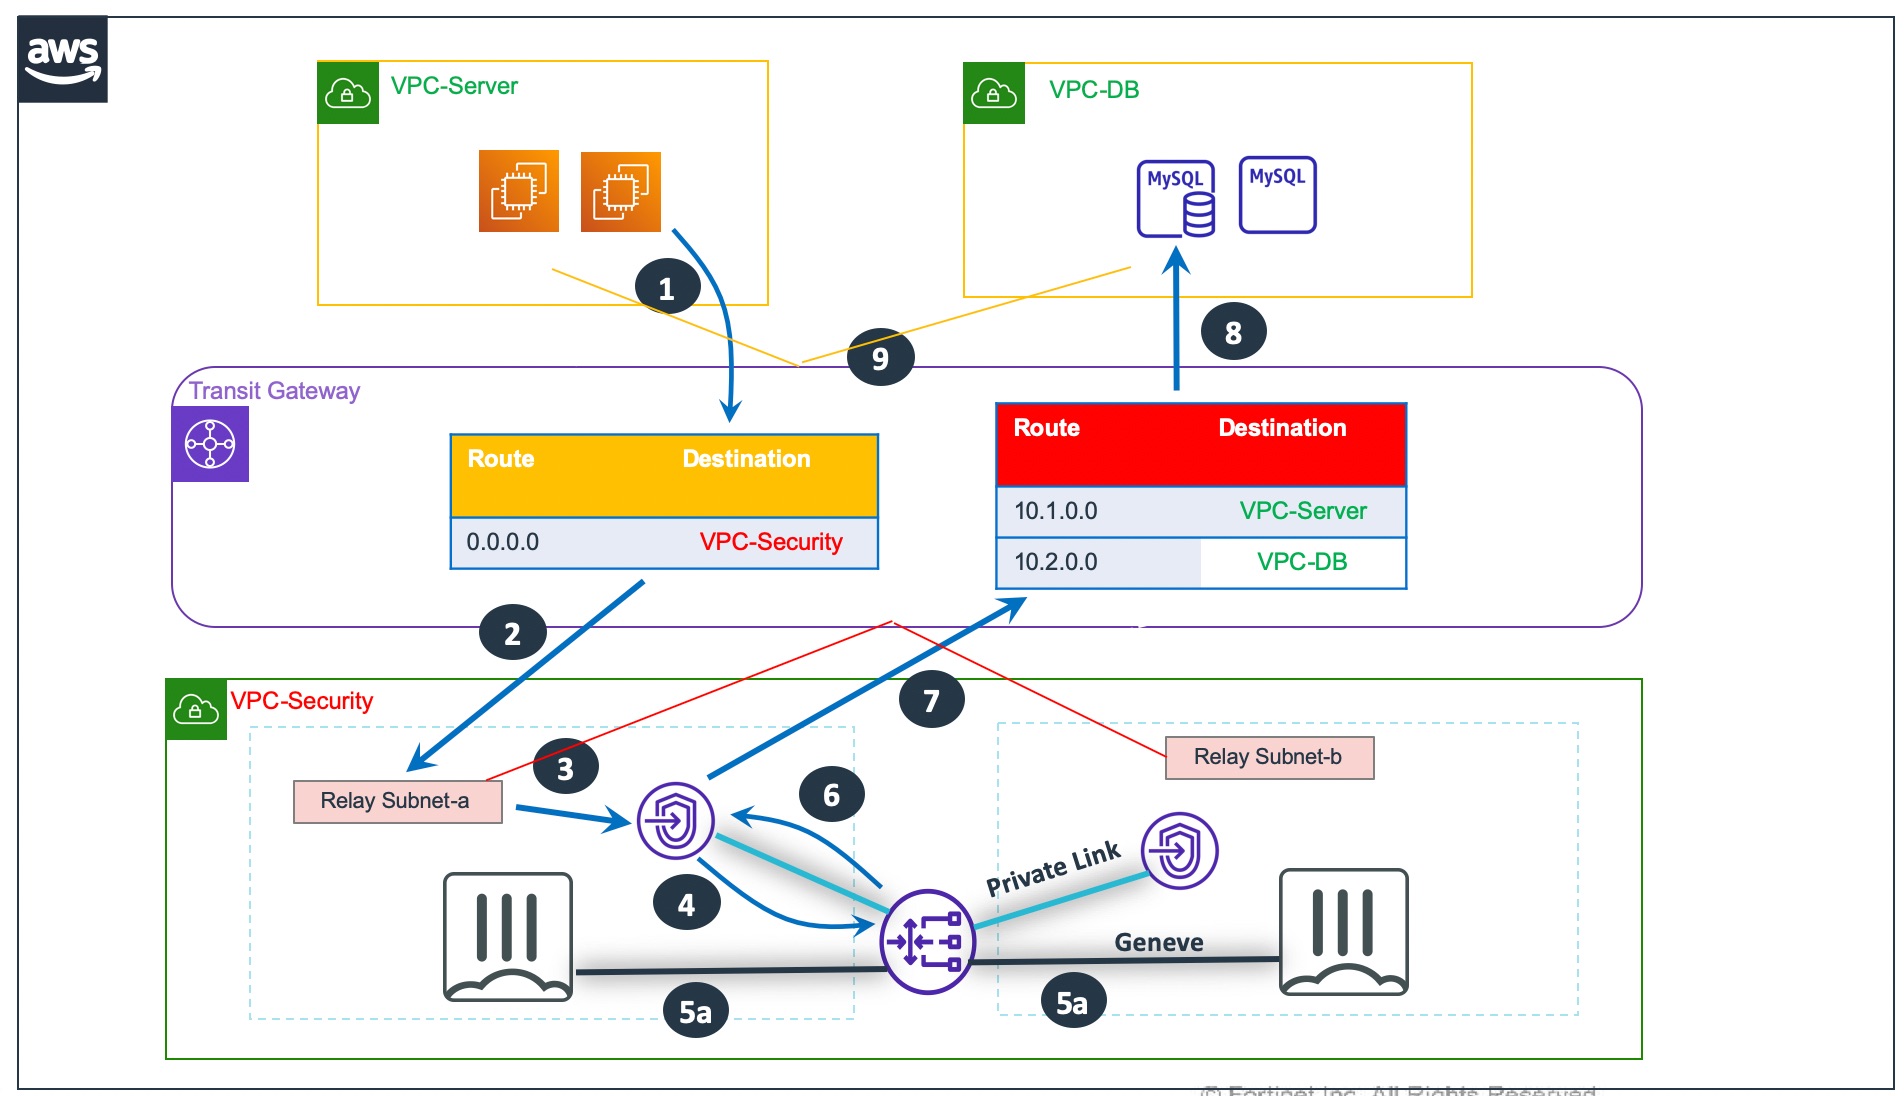 aws
VPC-Server
VPC-DB
MySQL
MySQL
1
9
8
Transit Gateway
Route Destination
0.0.0.0 VPC-Security
Route Destination
10.1.0.0 VPC-Server
10.2.0.0 VPC-DB
2
7
VPC-Security
3
Relay Subnet-a
Relay Subnet-b
6
4
Private Link
Geneve
5a
5a
© Fortinet Inc. All Rights Reserved